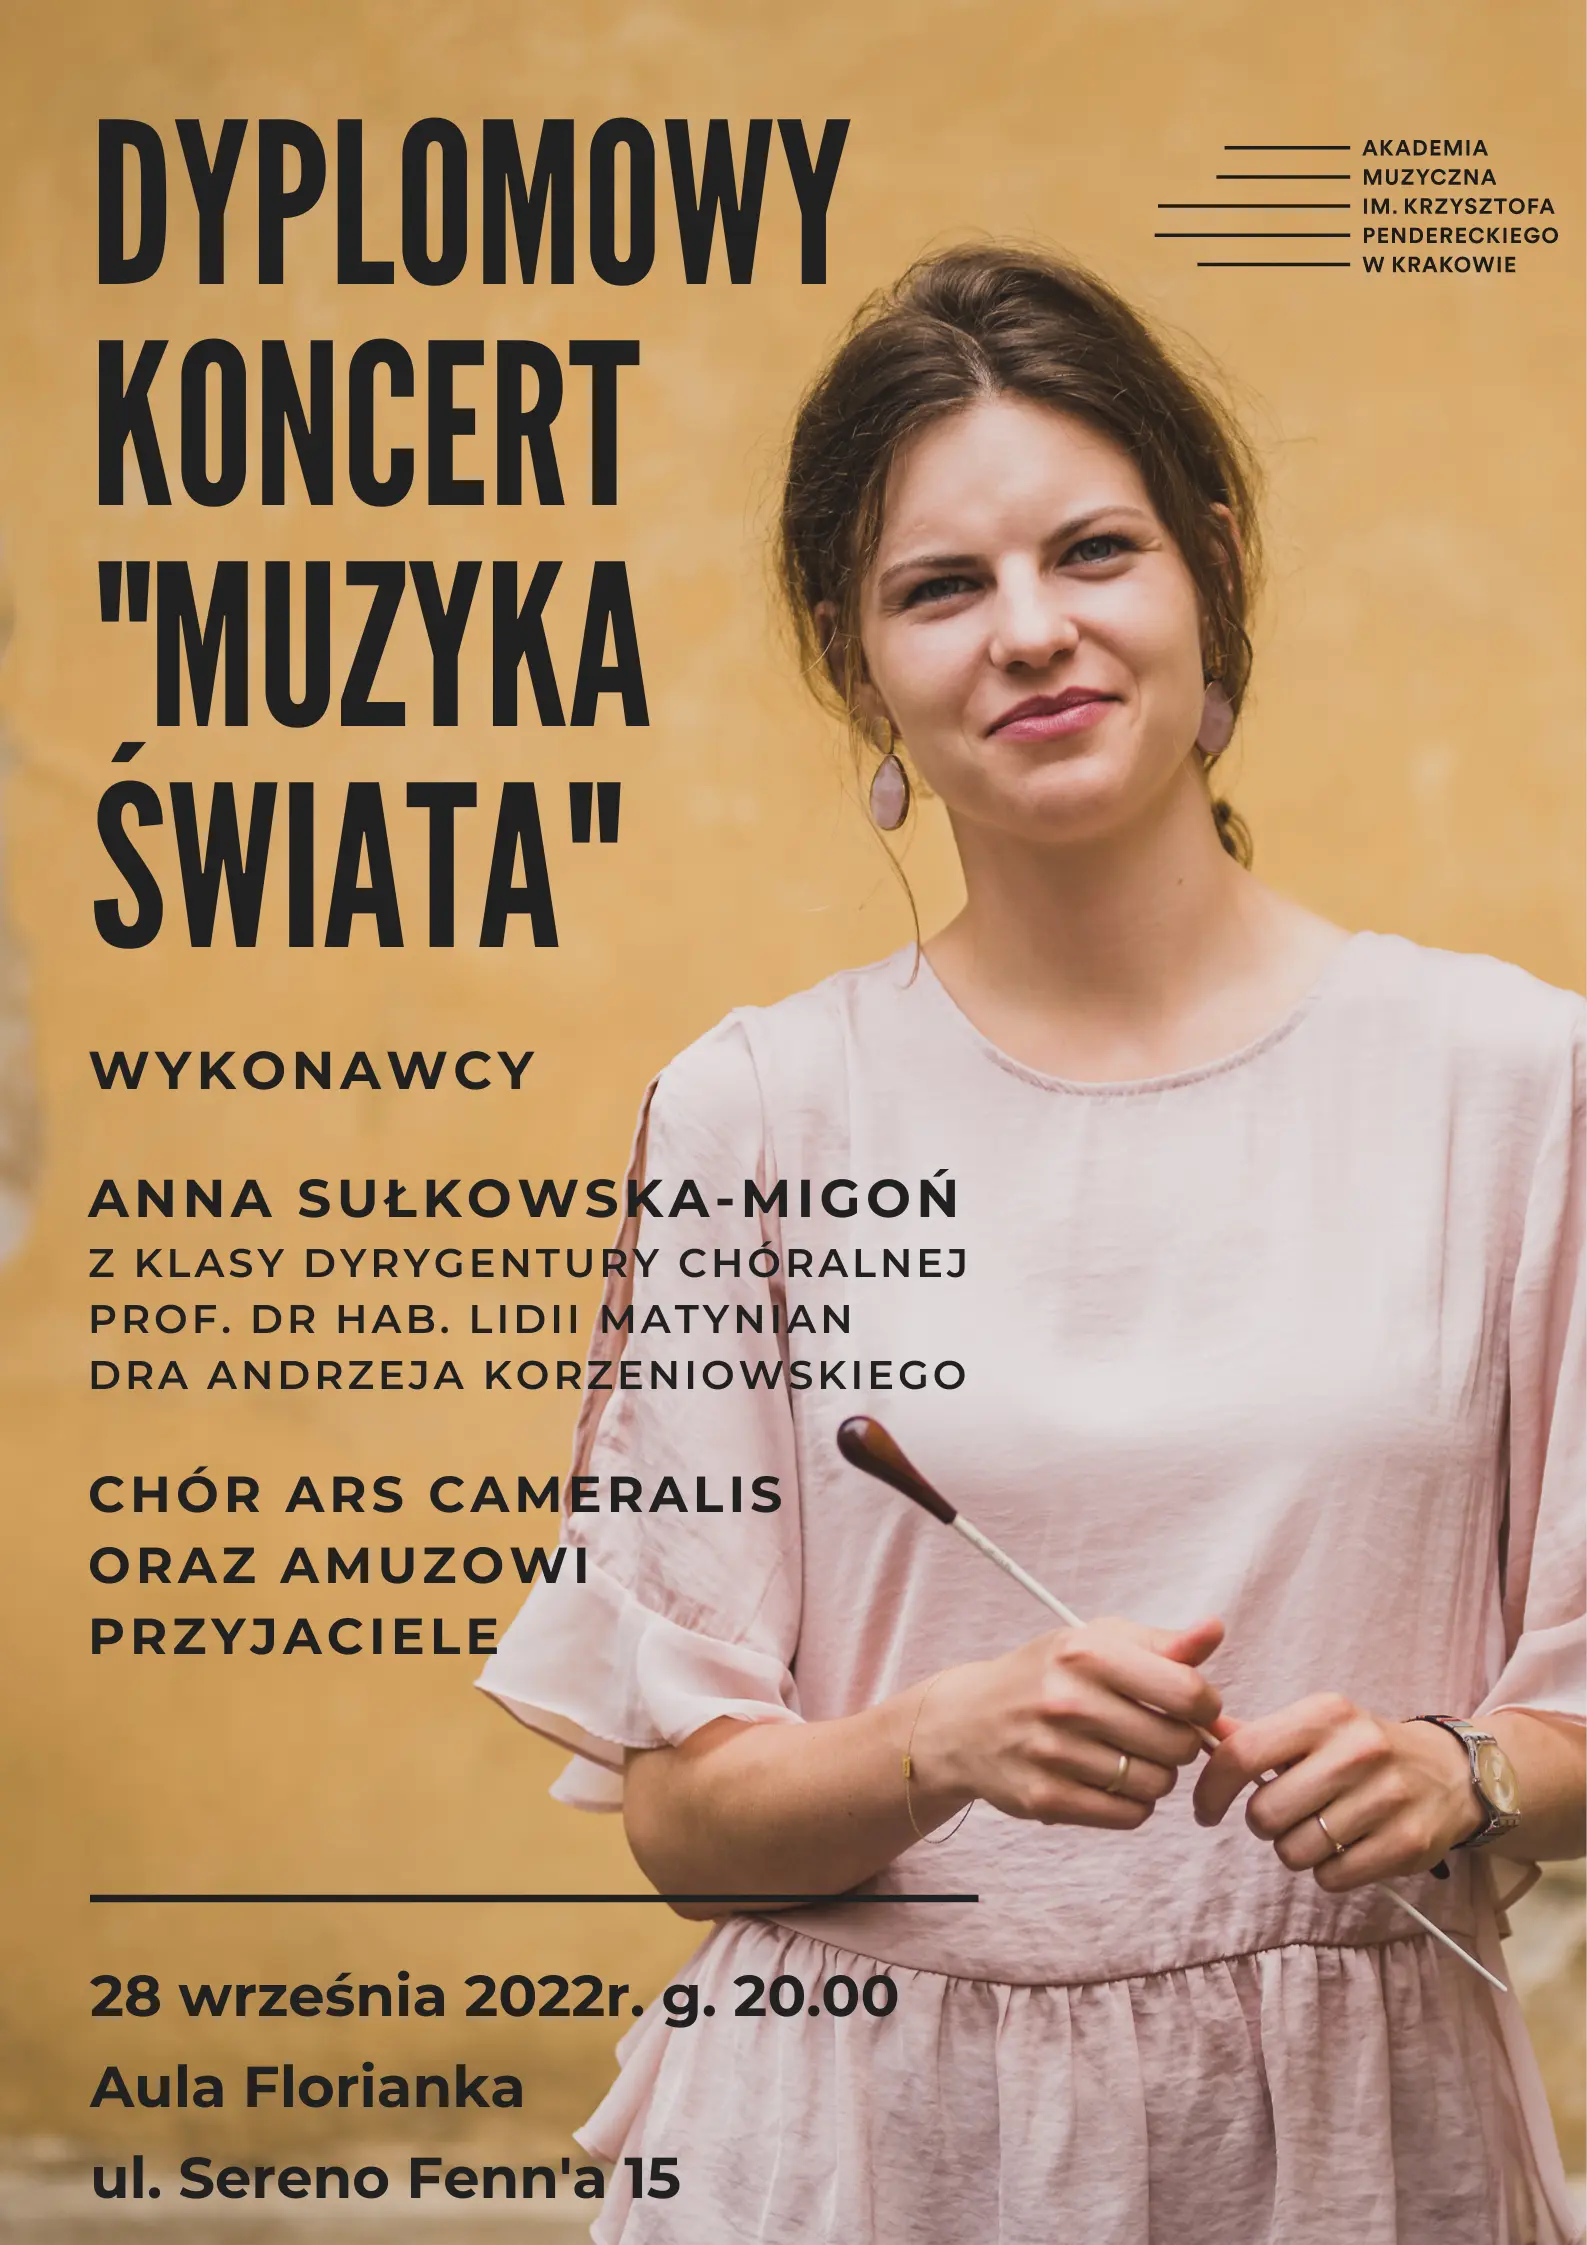 DYPLOMOWY
KONCERT
"MUZYKA
ŚWIATA"
AKADEMIA
MUZYCZNA
IM. KRZYSZTOFA
PENDERECKIEGO
W KRAKOWIE
WYKONAWCY
ANNA SUŁKOWSKA-MIGOŃ
Z KLASY DYRYGENTURY CHÓRALNEJ
PROF. DR HAB. LIDII MATYNIAN
DRA ANDRZEJA KORZENIOWSKIEGO
CHÓR ARS CAMERALIS
ORAZ AMUZOWI
PRZYJACIELE
28 września 2022r. g. 20.00
Aula Florianka
ul. Sereno Fenn'a 15